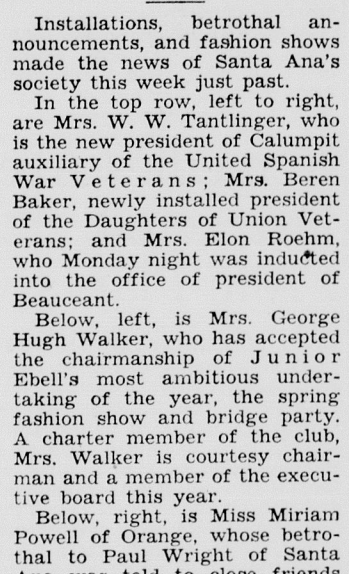 Installations, betrothal an-
nouncements, and fashion shows
made the news of Santa Ana's
society this week just past.
In the top row, left to right,
are Mrs. W. W. Tantlinger, who
is the new president of Calumpit
auxiliary of the United Spanish
War Veterans; Mrs. Beren
Baker, newly installed president
of the Daughters of Union Vet-
erans; and Mrs. Elon Roehm,
who Monday night was inducted
into the office of president of
Beauceant.
Below, left, is Mrs. George
Hugh Walker, who has accepted
the chairmanship of Junior
Ebell's most ambitious under-
taking of the year, the spring
fashion show and bridge party.
A charter member of the club,
Mrs. Walker is courtesy chair-
man and a member of the execu-
tive board this year.
Below, right, is Miss Miriam
Powell of Orange, whose betro-
thal to Paul Wright of Santa
Ana was told to close friends